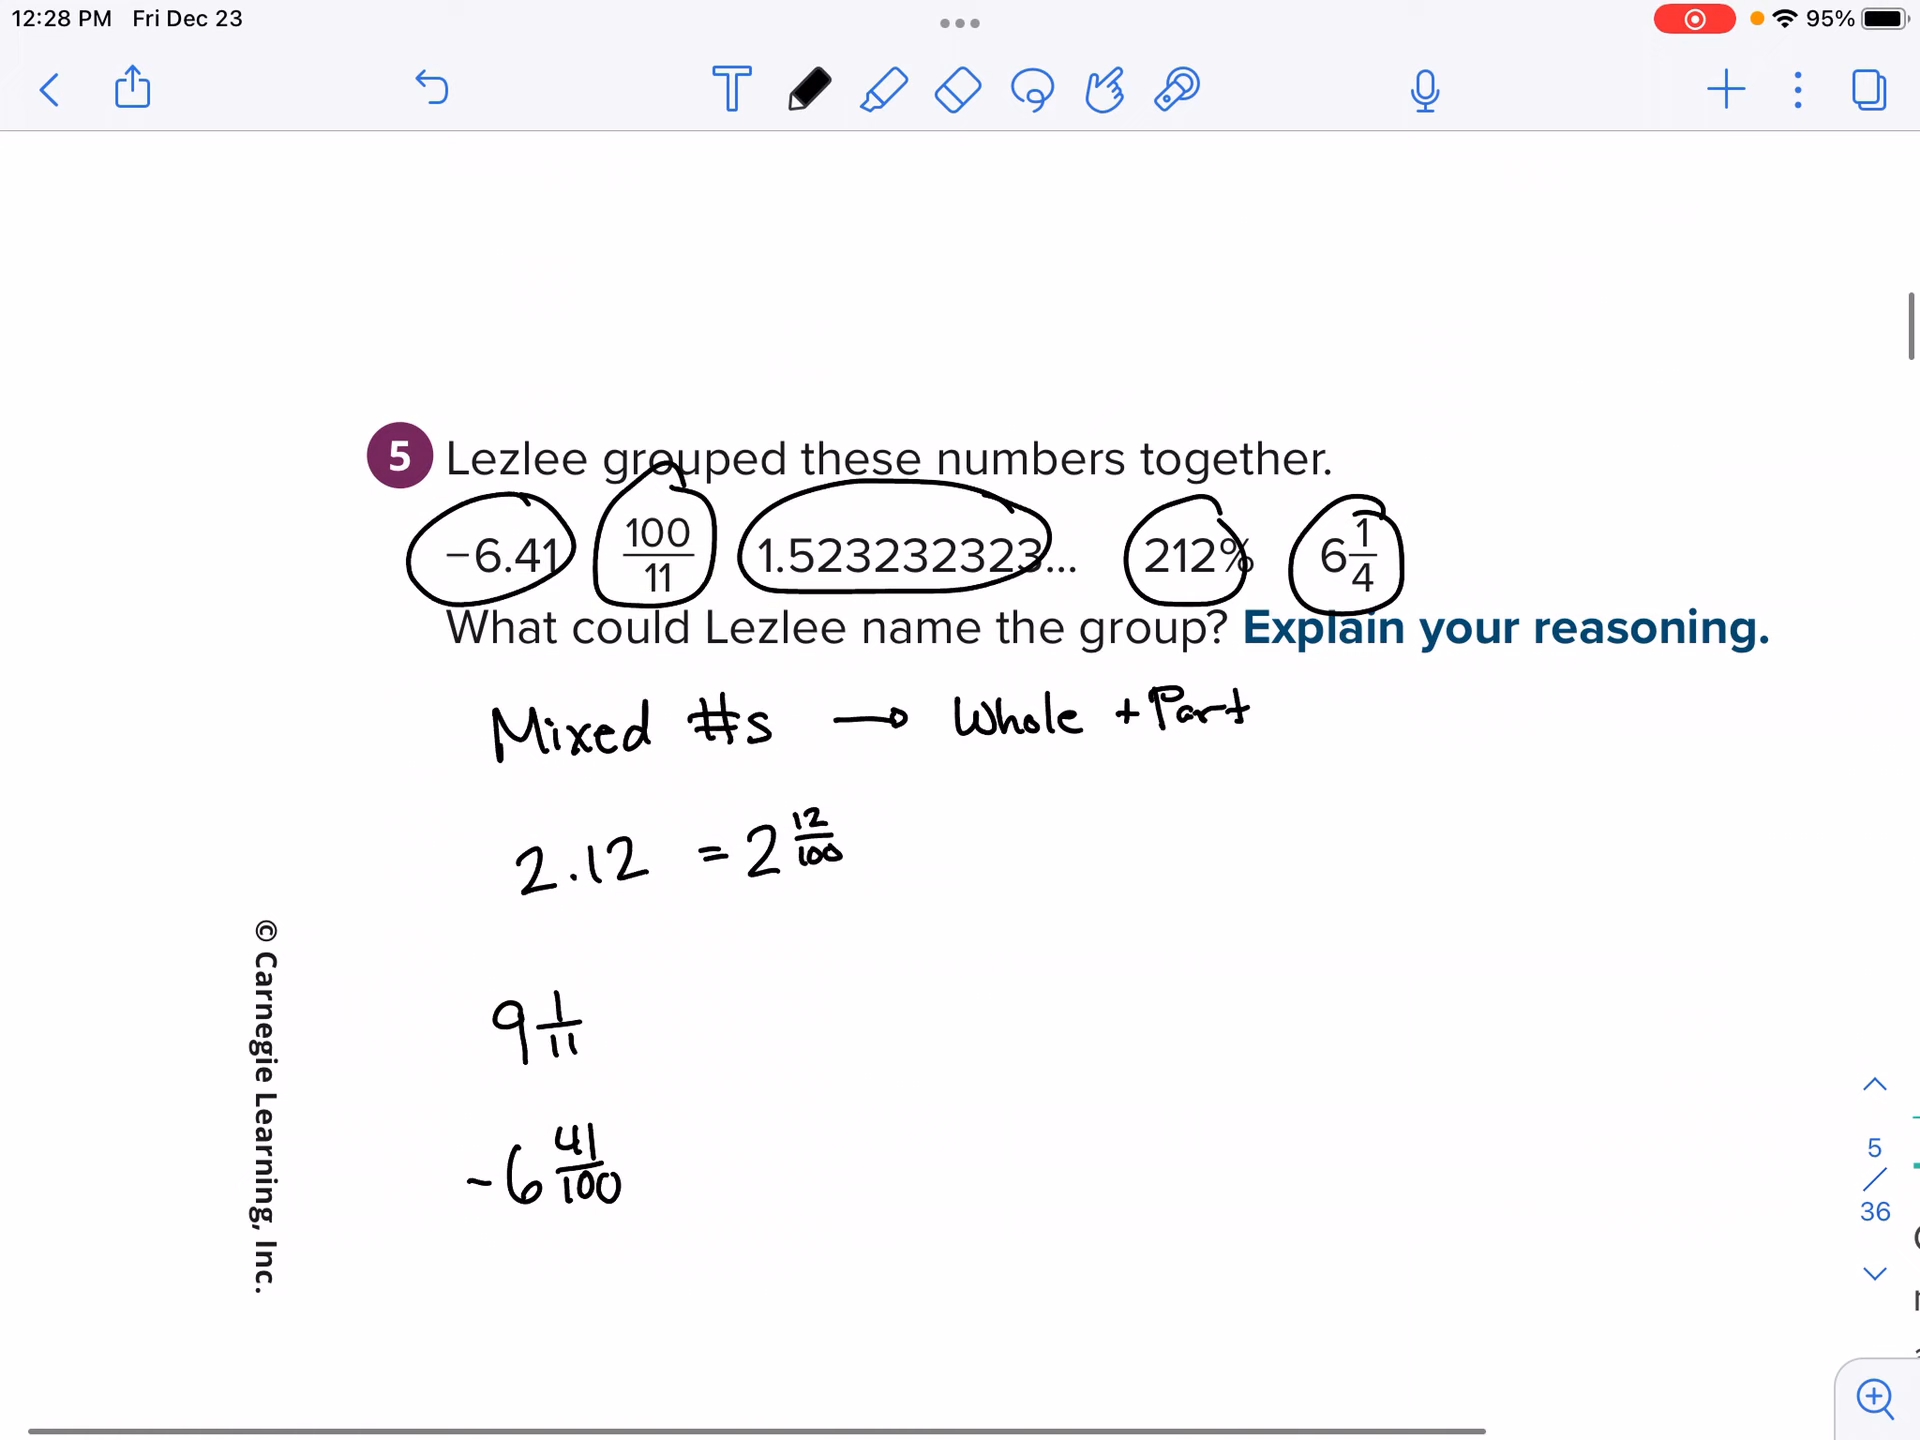 12:28 PM Fri Dec 23
95%
5 Lezlee grouped these numbers together.
−6.41 100/11 1.523232323... 212% 6 1/4
What could Lezlee name the group? Explain your reasoning.
Mixed #s → Whole + Part
2.12 = 2 12/100
9 1/11
-6 41/100
© Carnegie Learning, Inc.
5
/
36